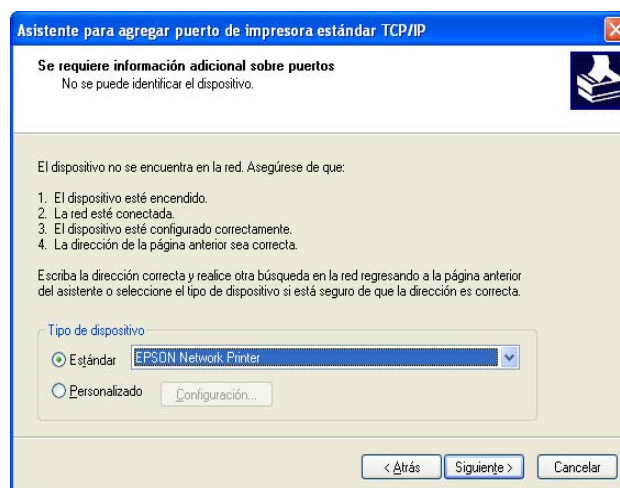 Asistente para agregar puerto de impresora estándar TCP/IP
Se requiere información adicional sobre puertos
No se puede identificar el dispositivo.
El dispositivo no se encuentra en la red. Asegúrese de que:
1. El dispositivo esté encendido.
2. La red esté conectada.
3. El dispositivo esté configurado correctamente.
4. La dirección de la página anterior sea correcta.
Escriba la dirección correcta y realice otra búsqueda en la red regresando a la página anterior
del asistente o seleccione el tipo de dispositivo si está seguro de que la dirección es correcta.
Tipo de dispositivo
Estándar EPSON Network Printer
Personalizado Configuración...
< Atrás Siguiente > Cancelar